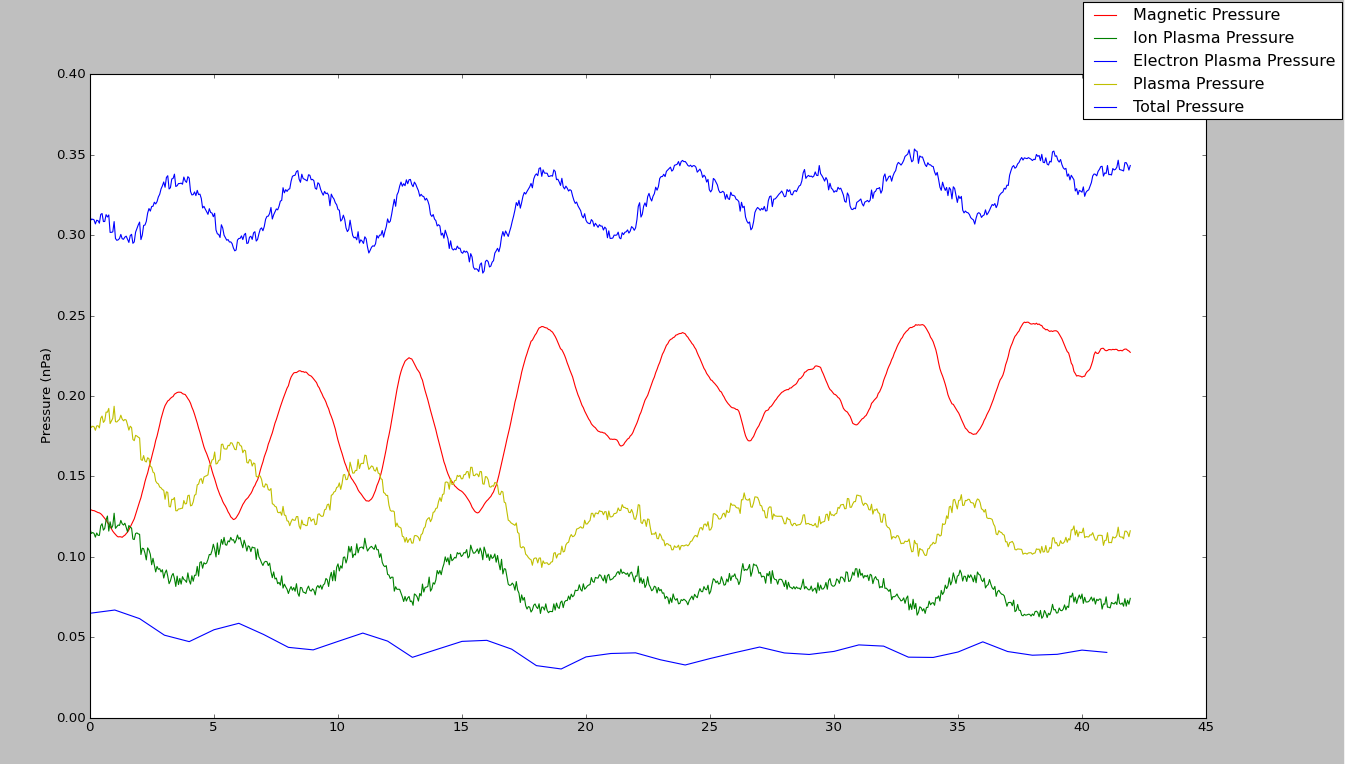 Magnetic Pressure
Ion Plasma Pressure
Electron Plasma Pressure
Plasma Pressure
Total Pressure
0.40
0.35
0.30
0.25
0.20
0.15
0.10
0.05
0.00
Pressure (nPa)
0 5 10 15 20 25 30 35 40 45